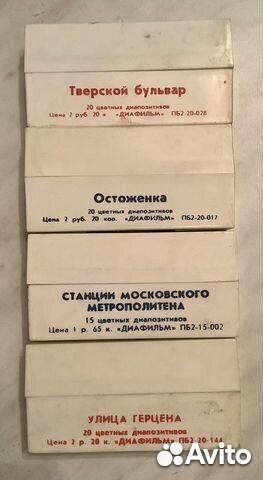 Тверской бульвар
20 цветных диапозитивов
Цена 2 руб. 20 к. «ДИАФИЛЬМ» ПБ2-20-028
Остоженка
20 цветных диапозитивов
Цена 2 руб. 20 коп. «ДИАФИЛЬМ» ПБ2-20-017
СТАНЦИИ МОСКОВСКОГО
МЕТРОПОЛИТЕНА
15 цветных диапозитивов
Цена 1 р. 65 к. «ДИАФИЛЬМ» ПБ2-15-002
УЛИЦА ГЕРЦЕНА
20 цветных диапозитивов
Цена 2 р. 20 к. «ДИАФИЛЬМ» ПБ2-20-144
Avito